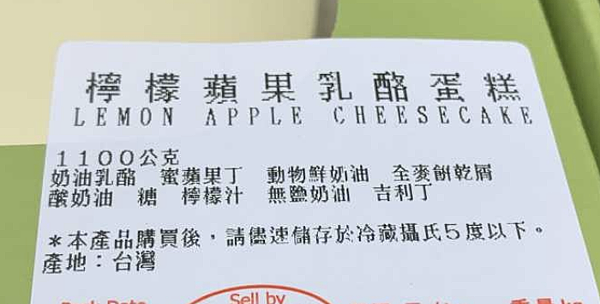 檸檬蘋果乳酪蛋糕
LEMON APPLE CHEESECAKE
1100公克
奶油乳酪 蜜蘋果丁 動物鮮奶油 全麥餅乾屑
酸奶油 糖 檸檬汁 無鹽奶油 吉利丁
*本產品購買後，請儘速儲存於冷藏攝氏5度以下。
產地：台灣
Sell by